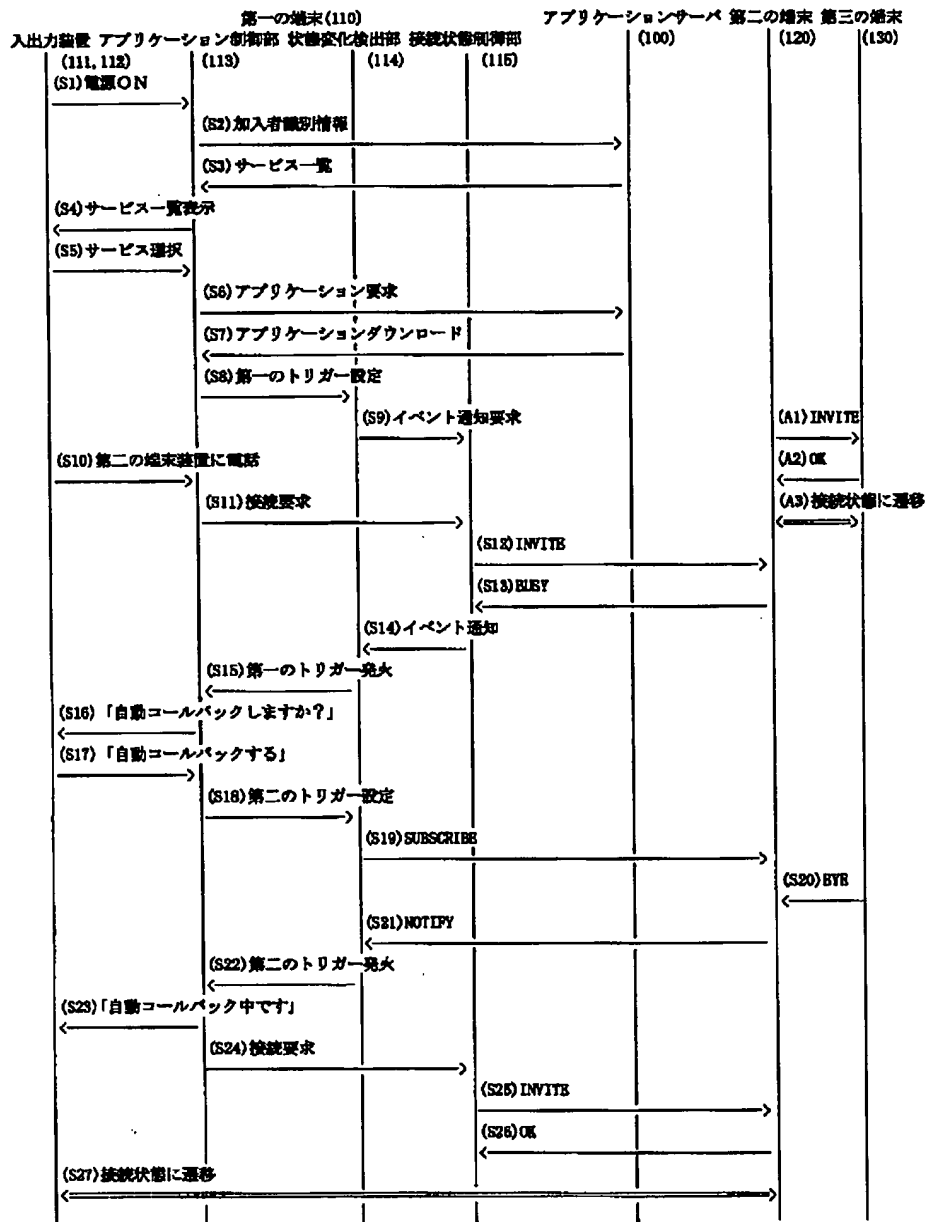 第一の端末(110)
アプリケーションサーバ 第二の端末 第三の端末
入出力装置 アプリケーション制御部 状態変化検出部 接続状態制御部
(100) (120) (130)
(111,112) (113) (114) (115)
(S1)電源ON
(S2)加入者識別情報
(S3)サービス一覧
(S4)サービス一覧表示
(S5)サービス選択
(S6)アプリケーション要求
(S7)アプリケーションダウンロード
(S8)第一のトリガー設定
(S9)イベント通知要求
(A1)INVITE
(S10)第二の端末装置に電話
(A2)OK
(S11)接続要求
(A3)接続状態に遷移
(S12)INVITE
(S13)BUSY
(S14)イベント通知
(S15)第一のトリガー発火
(S16)「自動コールバックしますか?」
(S17)「自動コールバックする」
(S18)第二のトリガー設定
(S19)SUBSCRIBE
(S20)BYE
(S21)NOTIFY
(S22)第二のトリガー発火
(S23)「自動コールバック中です」
(S24)接続要求
(S25)INVITE
(S26)OK
(S27)接続状態に遷移